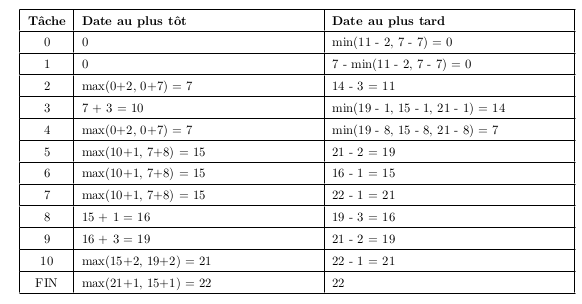 Tâche Date au plus tôt Date au plus tard
0 0 min(11 - 2, 7 - 7) = 0
1 0 7 - min(11 - 2, 7 - 7) = 0
2 max(0+2, 0+7) = 7 14 - 3 = 11
3 7 + 3 = 10 min(19 - 1, 15 - 1, 21 - 1) = 14
4 max(0+2, 0+7) = 7 min(19 - 8, 15 - 8, 21 - 8) = 7
5 max(10+1, 7+8) = 15 21 - 2 = 19
6 max(10+1, 7+8) = 15 16 - 1 = 15
7 max(10+1, 7+8) = 15 22 - 1 = 21
8 15 + 1 = 16 19 - 3 = 16
9 16 + 3 = 19 21 - 2 = 19
10 max(15+2, 19+2) = 21 22 - 1 = 21
FIN max(21+1, 15+1) = 22 22